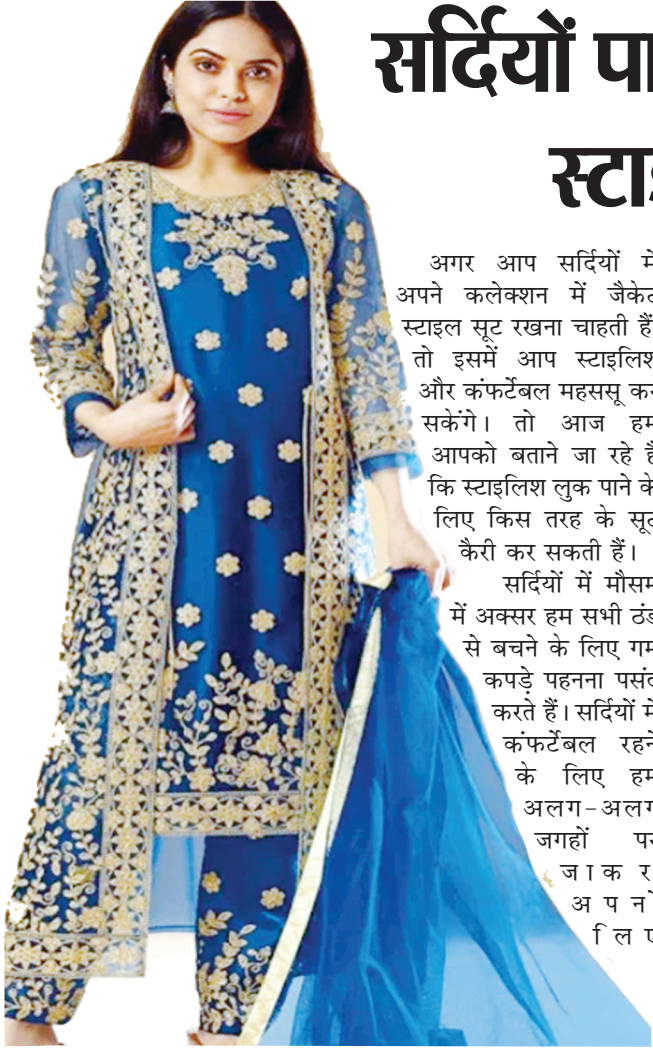 सर्दियों पा
स्टाइ
अगर आप सर्दियों में
अपने कलेक्शन में जैकेट
स्टाइल सूट रखना चाहती हैं
तो इसमें आप स्टाइलिश
और कंफर्टेबल महससू कर
सकेंगे। तो आज हम
आपको बताने जा रहे हैं
कि स्टाइलिश लुक पाने के
लिए किस तरह के सूट
कैरी कर सकती हैं।
सर्दियों में मौसम
में अक्सर हम सभी ठंड
से बचने के लिए गम
कपड़े पहनना पसंद
करते हैं। सर्दियों में
कंफर्टेबल रहने
के लिए हम
अलग-अलग
जगहों पर
जाकर
अपने
लिए